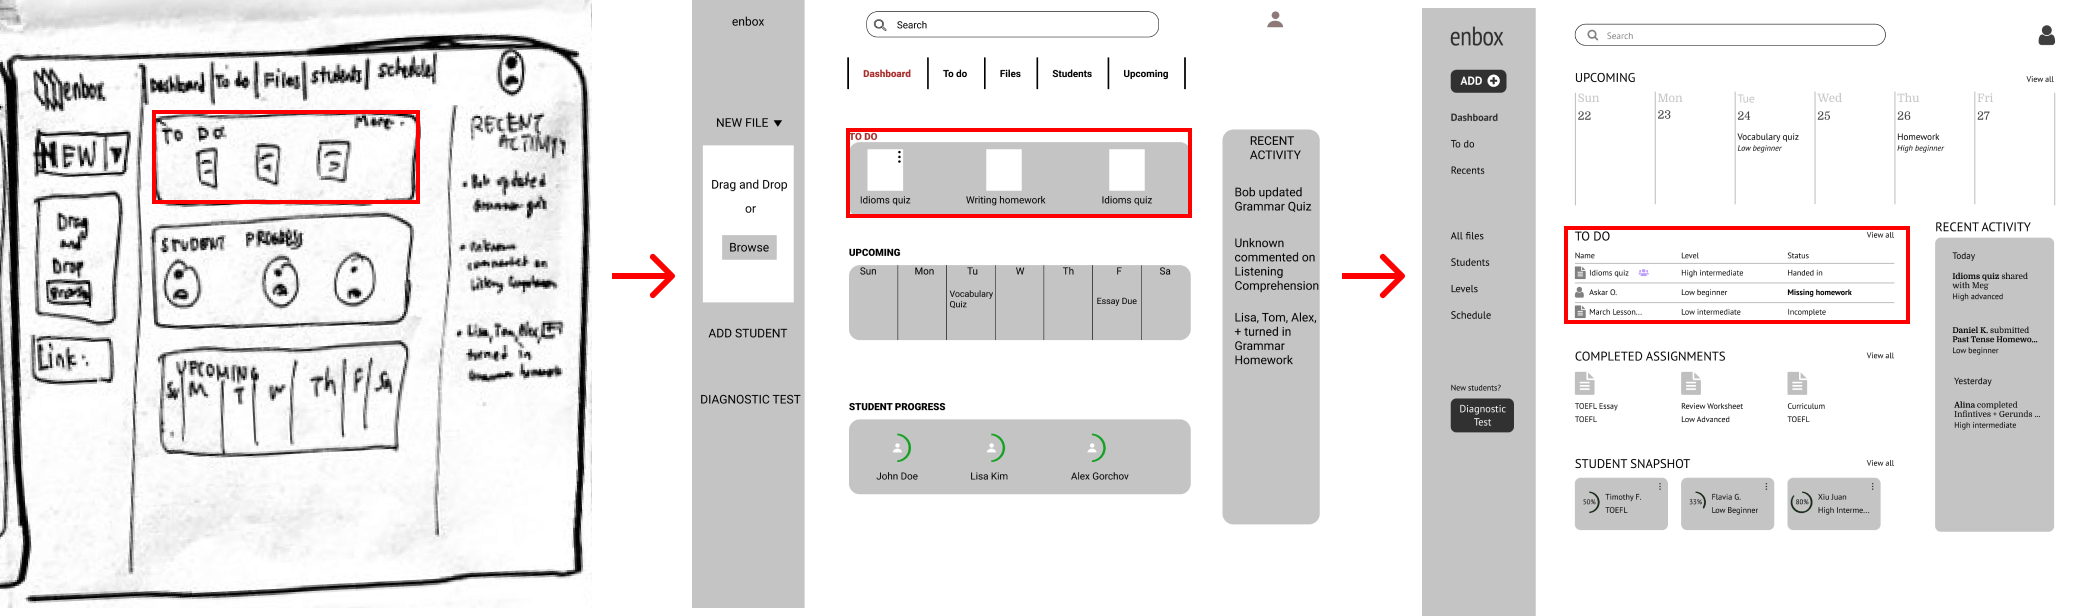 enbox
Dashboard
To do
Files
Students
Schedule
NEW
TO DO
More
RECENT
ACTIVITY
Bob updated
Grammar quiz
Drag
and
Drop
Browse
STUDENT PROGRESS
Unknown
commented on
Lisa, Tom, Alex, +
turned in
Link:
UPCOMING
Su
M
T
W
Th
F
Sa
enbox
Search
Dashboard
To do
Files
Students
Upcoming
NEW FILE
Drag and Drop
or
Browse
ADD STUDENT
DIAGNOSTIC TEST
TO DO
Idioms quiz
Writing homework
Idioms quiz
UPCOMING
Sun
Mon
Tu
W
Th
F
Sa
Vocabulary
Quiz
Essay Due
STUDENT PROGRESS
John Doe
Lisa Kim
Alex Gorchov
RECENT
ACTIVITY
Bob updated
Grammar Quiz
Unknown
commented on
Listening
Comprehension
Lisa, Tom, Alex,
+ turned in
Grammar
Homework
enbox
ADD
Dashboard
To do
Recents
All files
Students
Levels
Schedule
New students?
Diagnostic
Test
Search
UPCOMING
View all
Sun
22
Mon
23
Tue
24
Vocabulary quiz
Low beginner
Wed
25
Thu
26
Homework
High beginner
Fri
27
TO DO
View all
Name Level Status
Idioms quiz High intermediate Handed in
Askar O. Low beginner Missing homework
March Lesson... Low intermediate Incomplete
COMPLETED ASSIGNMENTS
View all
TOEFL Essay
TOEFL
Review Worksheet
Low Advanced
Curriculum
TOEFL
STUDENT SNAPSHOT
View all
50%
Timothy F.
TOEFL
33%
Flavia G.
Low Beginner
80%
Xiu Juan
High Interme...
RECENT ACTIVITY
Today
Idioms quiz shared
with Meg
High advanced
Daniel K. submitted
Past Tense Homewo...
Low beginner
Yesterday
Alina completed
Infintives + Gerunds ...
High intermediate